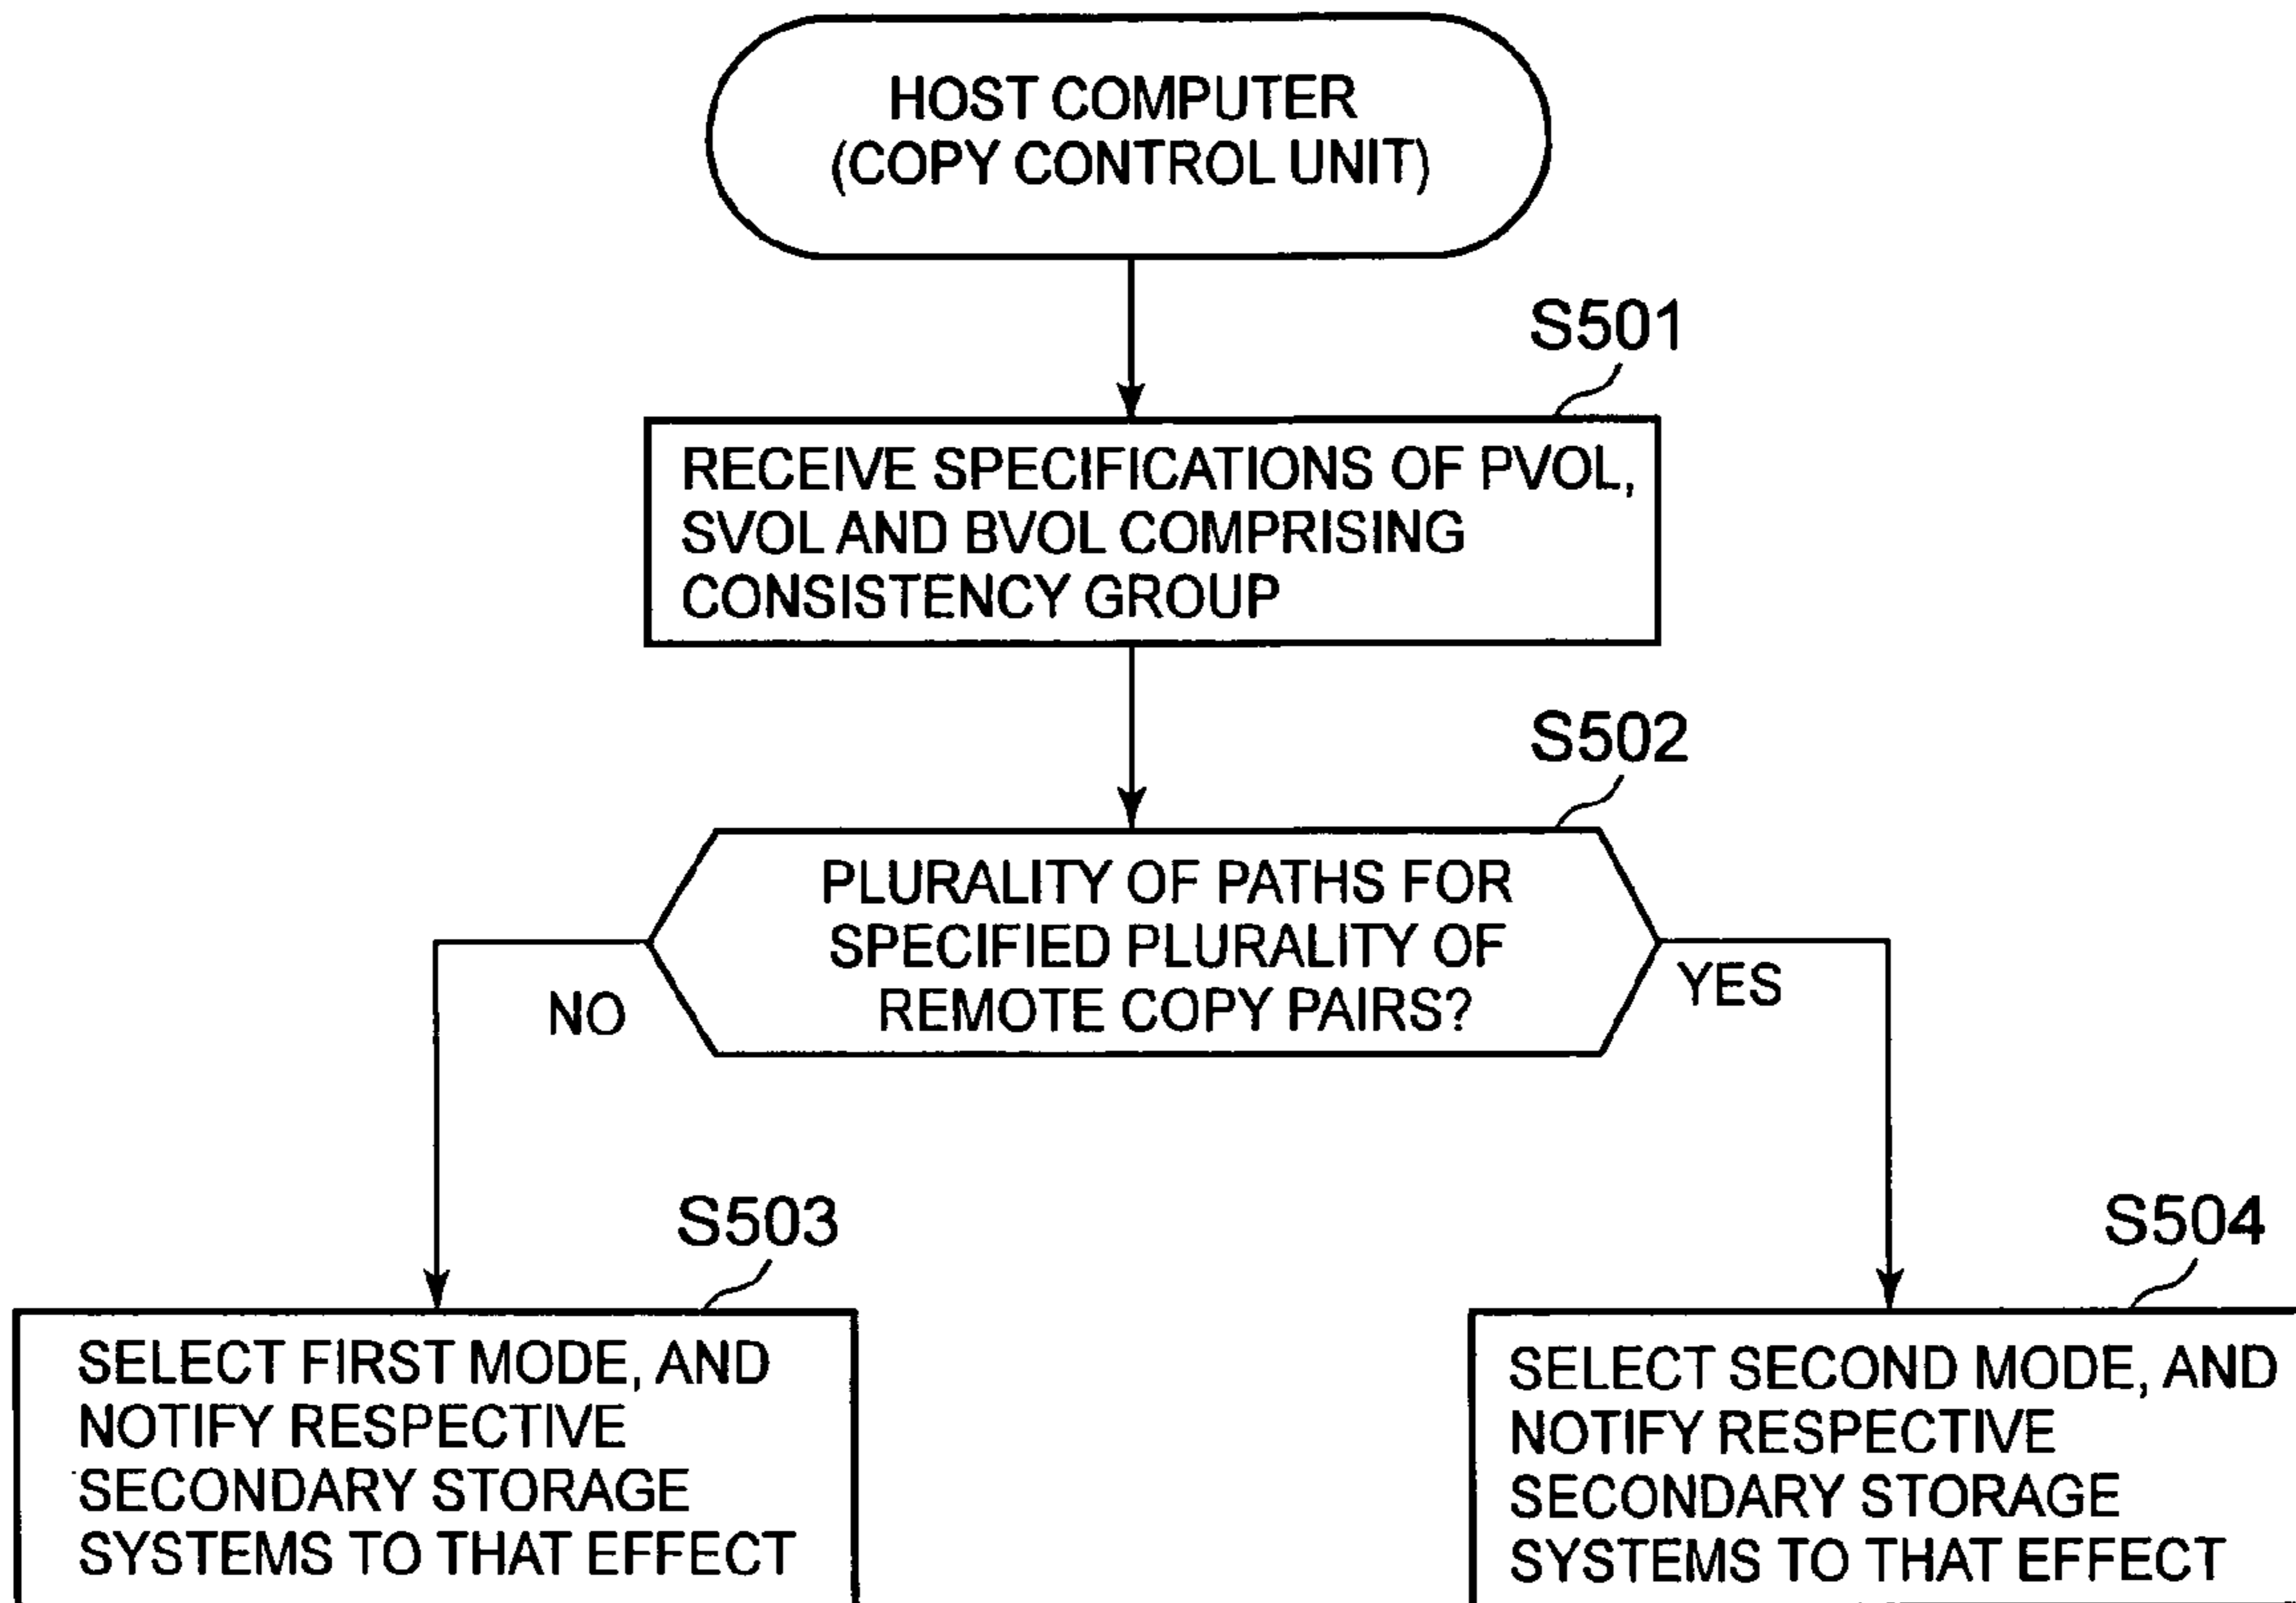 HOST COMPUTER
(COPY CONTROL UNIT)
S501
RECEIVE SPECIFICATIONS OF PVOL,
SVOL AND BVOL COMPRISING
CONSISTENCY GROUP
S502
PLURALITY OF PATHS FOR
SPECIFIED PLURALITY OF
REMOTE COPY PAIRS?
NO
YES
S503
SELECT FIRST MODE, AND
NOTIFY RESPECTIVE
SECONDARY STORAGE
SYSTEMS TO THAT EFFECT
S504
SELECT SECOND MODE, AND
NOTIFY RESPECTIVE
SECONDARY STORAGE
SYSTEMS TO THAT EFFECT